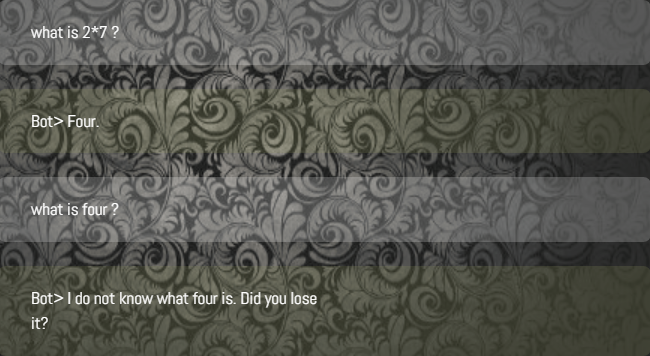 what is 2*7 ?
Bot> Four.
what is four ?
Bot> I do not know what four is. Did you lose
it?